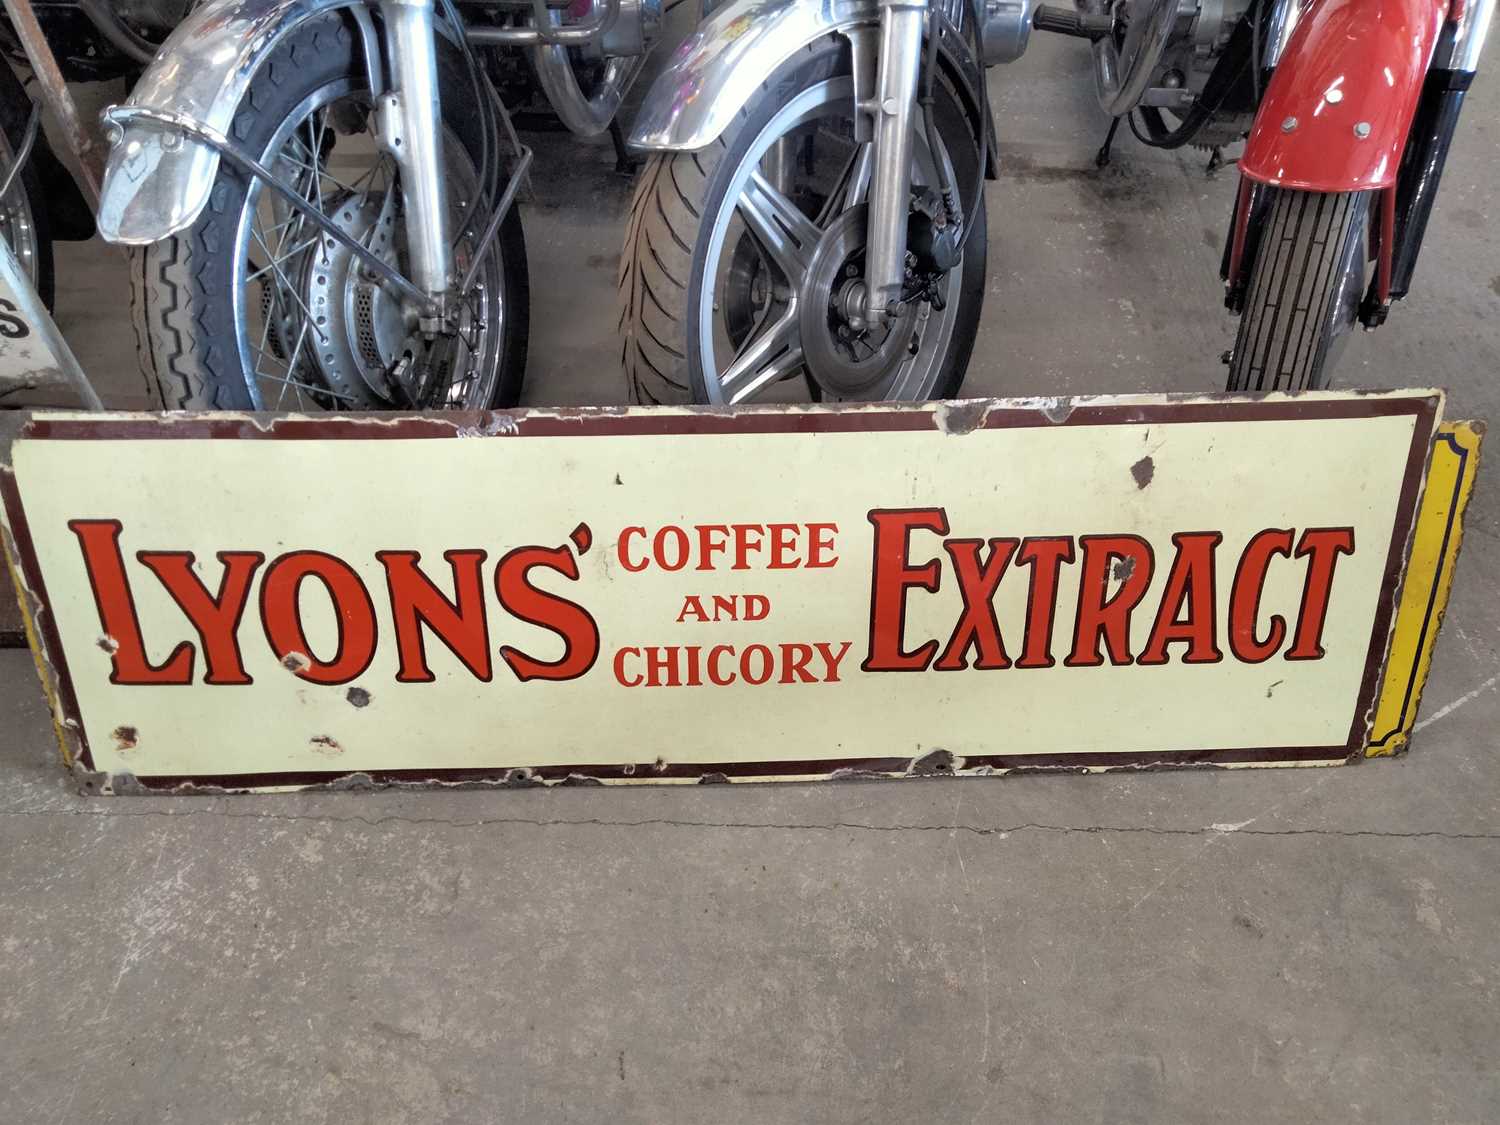 LYONS' COFFEE AND CHICORY EXTRACT
S